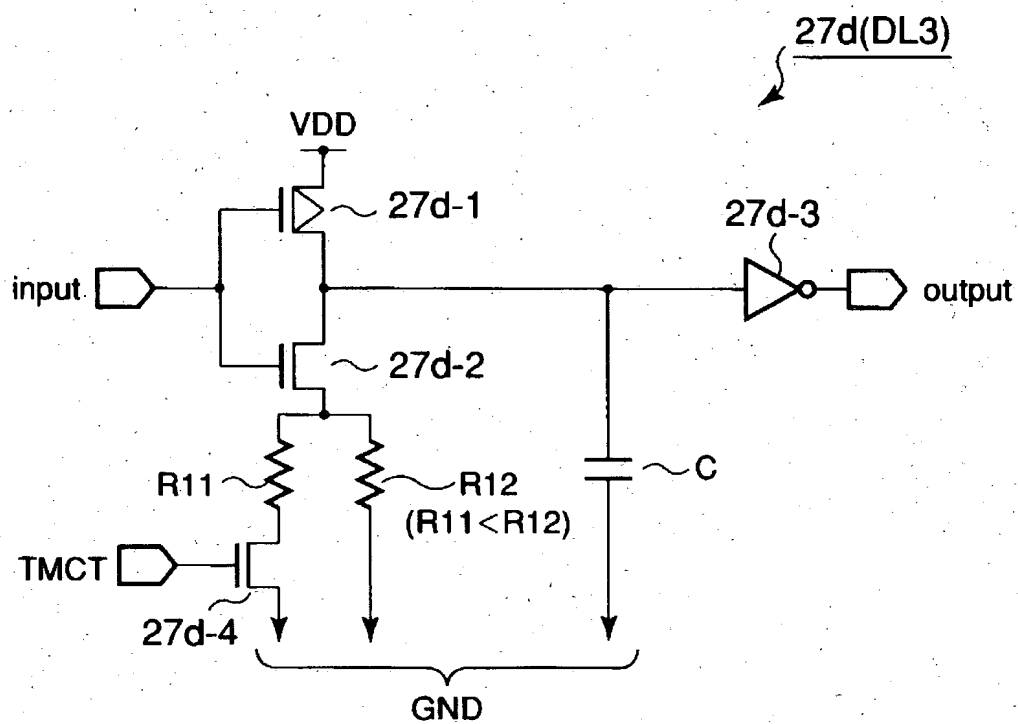 27d(DL3)
VDD
27d-1
27d-3
input
output
27d-2
R11
R12
(R11<R12)
C
TMCT
27d-4
GND